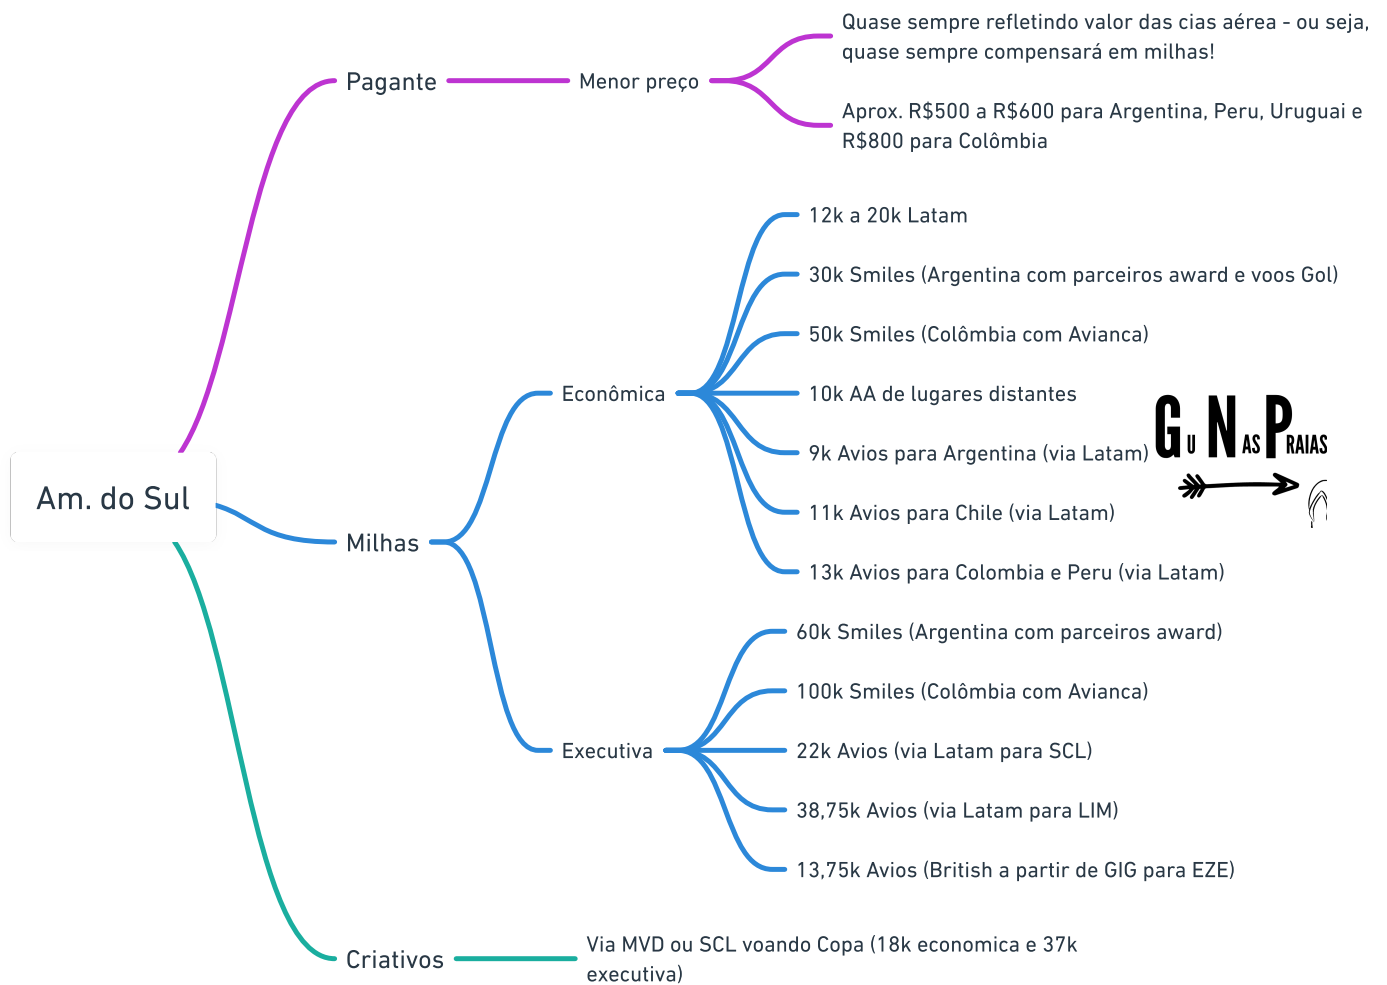 Quase sempre refletindo valor das cias aérea - ou seja,
quase sempre compensará em milhas!
Pagante
Menor preço
Aprox. R$500 a R$600 para Argentina, Peru, Uruguai e
R$800 para Colômbia
12k a 20k Latam
30k Smiles (Argentina com parceiros award e voos Gol)
50k Smiles (Colômbia com Avianca)
Econômica
10k AA de lugares distantes
9k Avios para Argentina (via Latam)
GU NAS PRAIAS
Am. do Sul
11k Avios para Chile (via Latam)
Milhas
13k Avios para Colombia e Peru (via Latam)
60k Smiles (Argentina com parceiros award)
100k Smiles (Colômbia com Avianca)
Executiva
22k Avios (via Latam para SCL)
38,75k Avios (via Latam para LIM)
13,75k Avios (British a partir de GIG para EZE)
Criativos
Via MVD ou SCL voando Copa (18k economica e 37k
executiva)